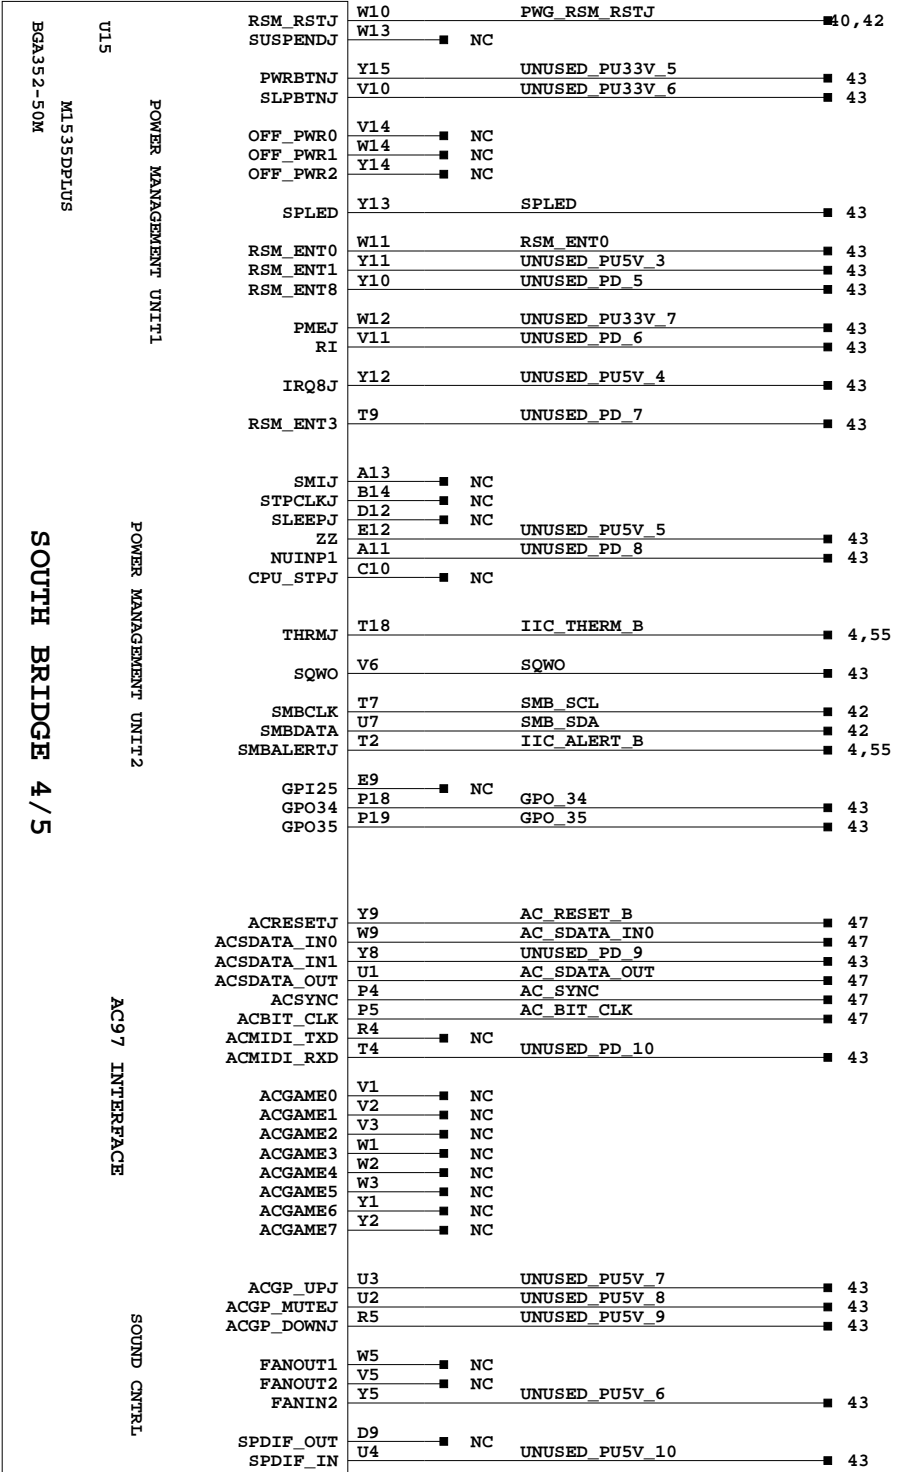 U15
BGA352-50M
M1535DPLUS
SOUTH BRIDGE 4/5
POWER MANAGEMENT UNIT1
RSM_RSTJ W10 PWG_RSM_RSTJ 40,42
SUSPENDJ W13 NC
PWRBTNJ Y15 UNUSED_PU33V_5 43
SLPBTNJ V10 UNUSED_PU33V_6 43
OFF_PWR0 V14 NC
OFF_PWR1 W14 NC
OFF_PWR2 Y14 NC
SPLED Y13 SPLED 43
RSM_ENT0 W11 RSM_ENT0 43
RSM_ENT1 Y11 UNUSED_PU5V_3 43
RSM_ENT8 Y10 UNUSED_PD_5 43
PMEJ W12 UNUSED_PU33V_7 43
RI V11 UNUSED_PD_6 43
IRQ8J Y12 UNUSED_PU5V_4 43
RSM_ENT3 T9 UNUSED_PD_7 43
POWER MANAGEMENT UNIT2
SMIJ A13 NC
STPCLKJ B14 NC
SLEEPJ D12 NC
ZZ E12 UNUSED_PU5V_5 43
NUINP1 A11 UNUSED_PD_8 43
CPU_STPJ C10 NC
THRMJ T18 IIC_THERM_B 4,55
SQWO V6 SQWO 43
SMBCLK T7 SMB_SCL 42
SMBDATA U7 SMB_SDA 42
SMBALERTJ T2 IIC_ALERT_B 4,55
GPI25 E9 NC
GPO34 P18 GPO_34 43
GPO35 P19 GPO_35 43
AC97 INTERFACE
ACRESETJ Y9 AC_RESET_B 47
ACSDATA_IN0 W9 AC_SDATA_IN0 47
ACSDATA_IN1 Y8 UNUSED_PD_9 43
ACSDATA_OUT U1 AC_SDATA_OUT 47
ACSYNC P4 AC_SYNC 47
ACBIT_CLK P5 AC_BIT_CLK 47
ACMIDI_TXD R4 NC
ACMIDI_RXD T4 UNUSED_PD_10 43
ACGAME0 V1 NC
ACGAME1 V2 NC
ACGAME2 V3 NC
ACGAME3 W1 NC
ACGAME4 W2 NC
ACGAME5 W3 NC
ACGAME6 Y1 NC
ACGAME7 Y2 NC
SOUND CNTRL
ACGP_UPJ U3 UNUSED_PU5V_7 43
ACGP_MUTEJ U2 UNUSED_PU5V_8 43
ACGP_DOWNJ R5 UNUSED_PU5V_9 43
FANOUT1 W5 NC
FANOUT2 V5 NC
FANIN2 Y5 UNUSED_PU5V_6 43
SPDIF_OUT D9 NC
SPDIF_IN U4 UNUSED_PU5V_10 43